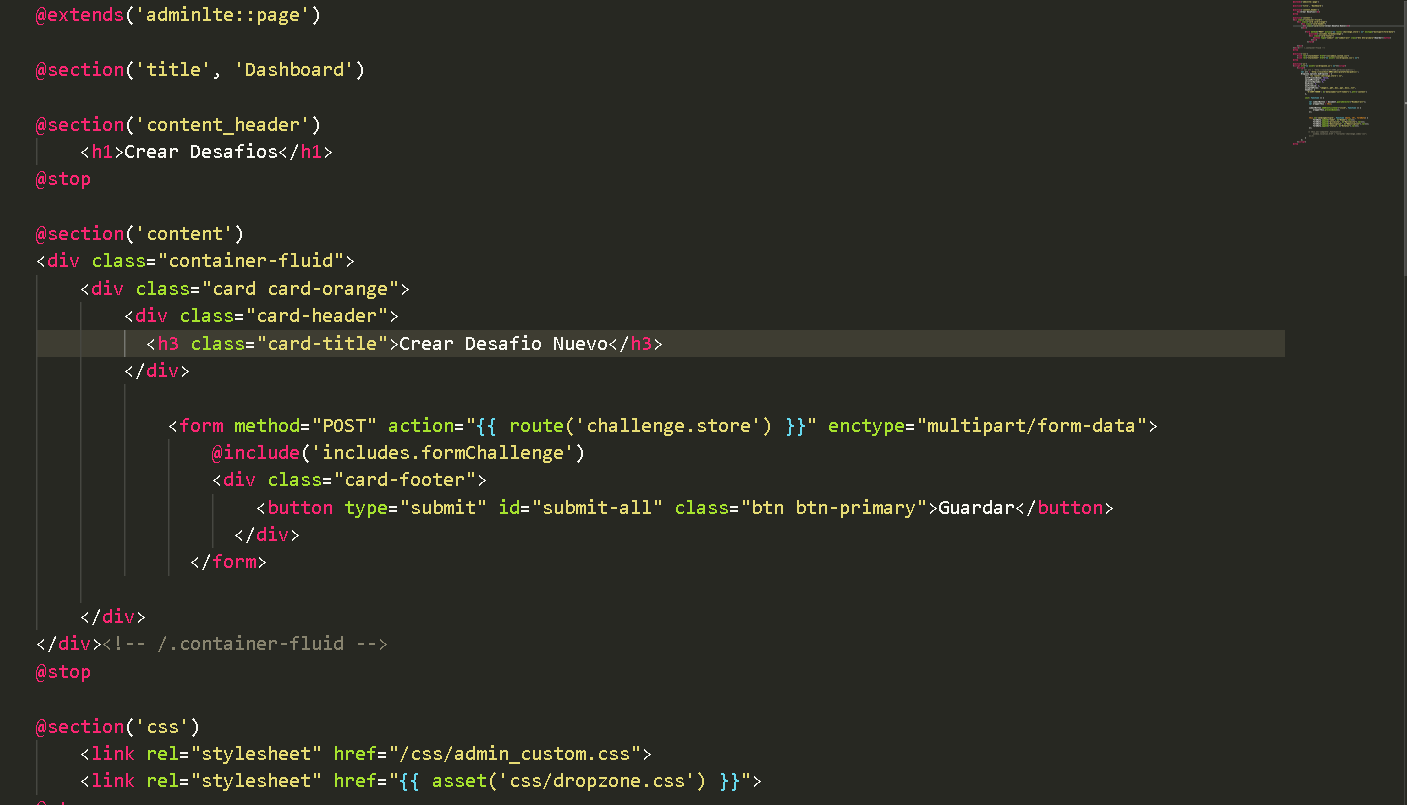 @extends('adminlte::page')
@section('title', 'Dashboard')
@section('content_header')
<h1>Crear Desafios</h1>
@stop
@section('content')
<div class="container-fluid">
<div class="card card-orange">
<div class="card-header">
<h3 class="card-title">Crear Desafio Nuevo</h3>
</div>
<form method="POST" action="{{ route('challenge.store') }}" enctype="multipart/form-data">
@include('includes.formChallenge')
<div class="card-footer">
<button type="submit" id="submit-all" class="btn btn-primary">Guardar</button>
</div>
</form>
</div>
</div><!-- /.container-fluid -->
@stop
@section('css')
<link rel="stylesheet" href="/css/admin_custom.css">
<link rel="stylesheet" href="{{ asset('css/dropzone.css') }}">